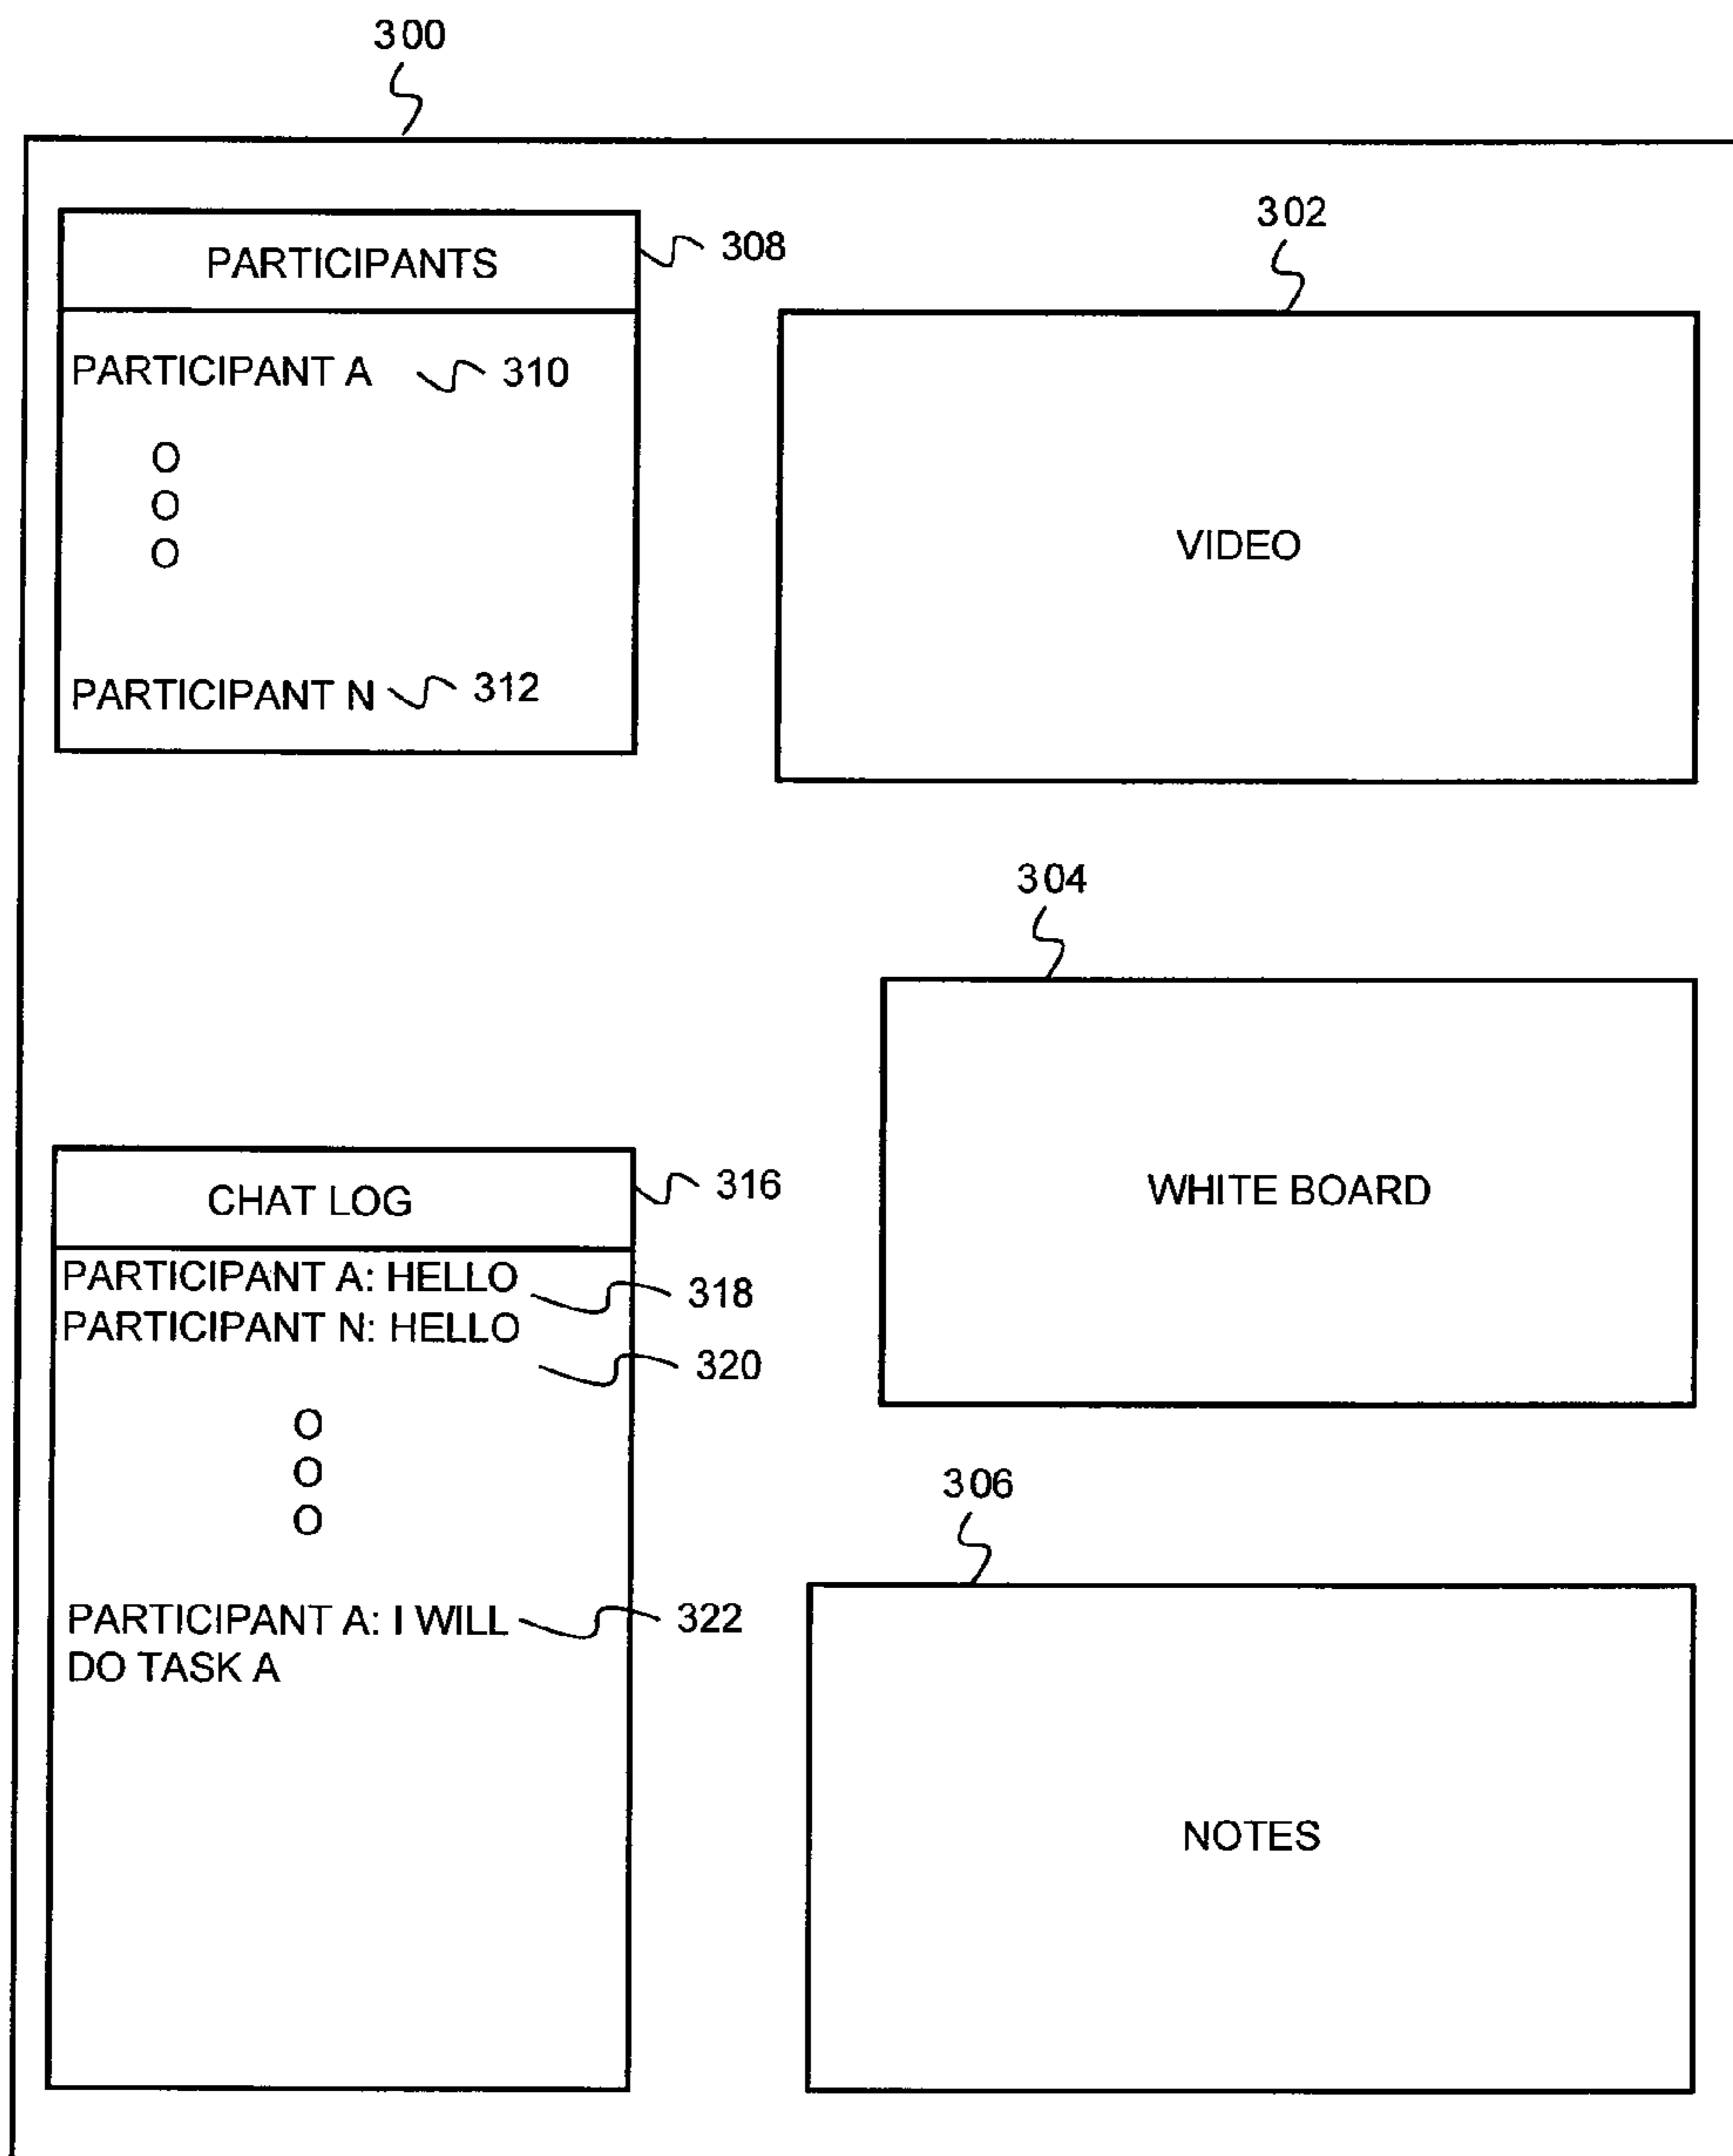 300
PARTICIPANTS
308
PARTICIPANT A
310
O
O
O
PARTICIPANT N
312
302
VIDEO
304
WHITE BOARD
CHAT LOG
316
PARTICIPANT A: HELLO
318
PARTICIPANT N: HELLO
320
O
O
O
PARTICIPANT A: I WILL
322
DO TASK A
306
NOTES